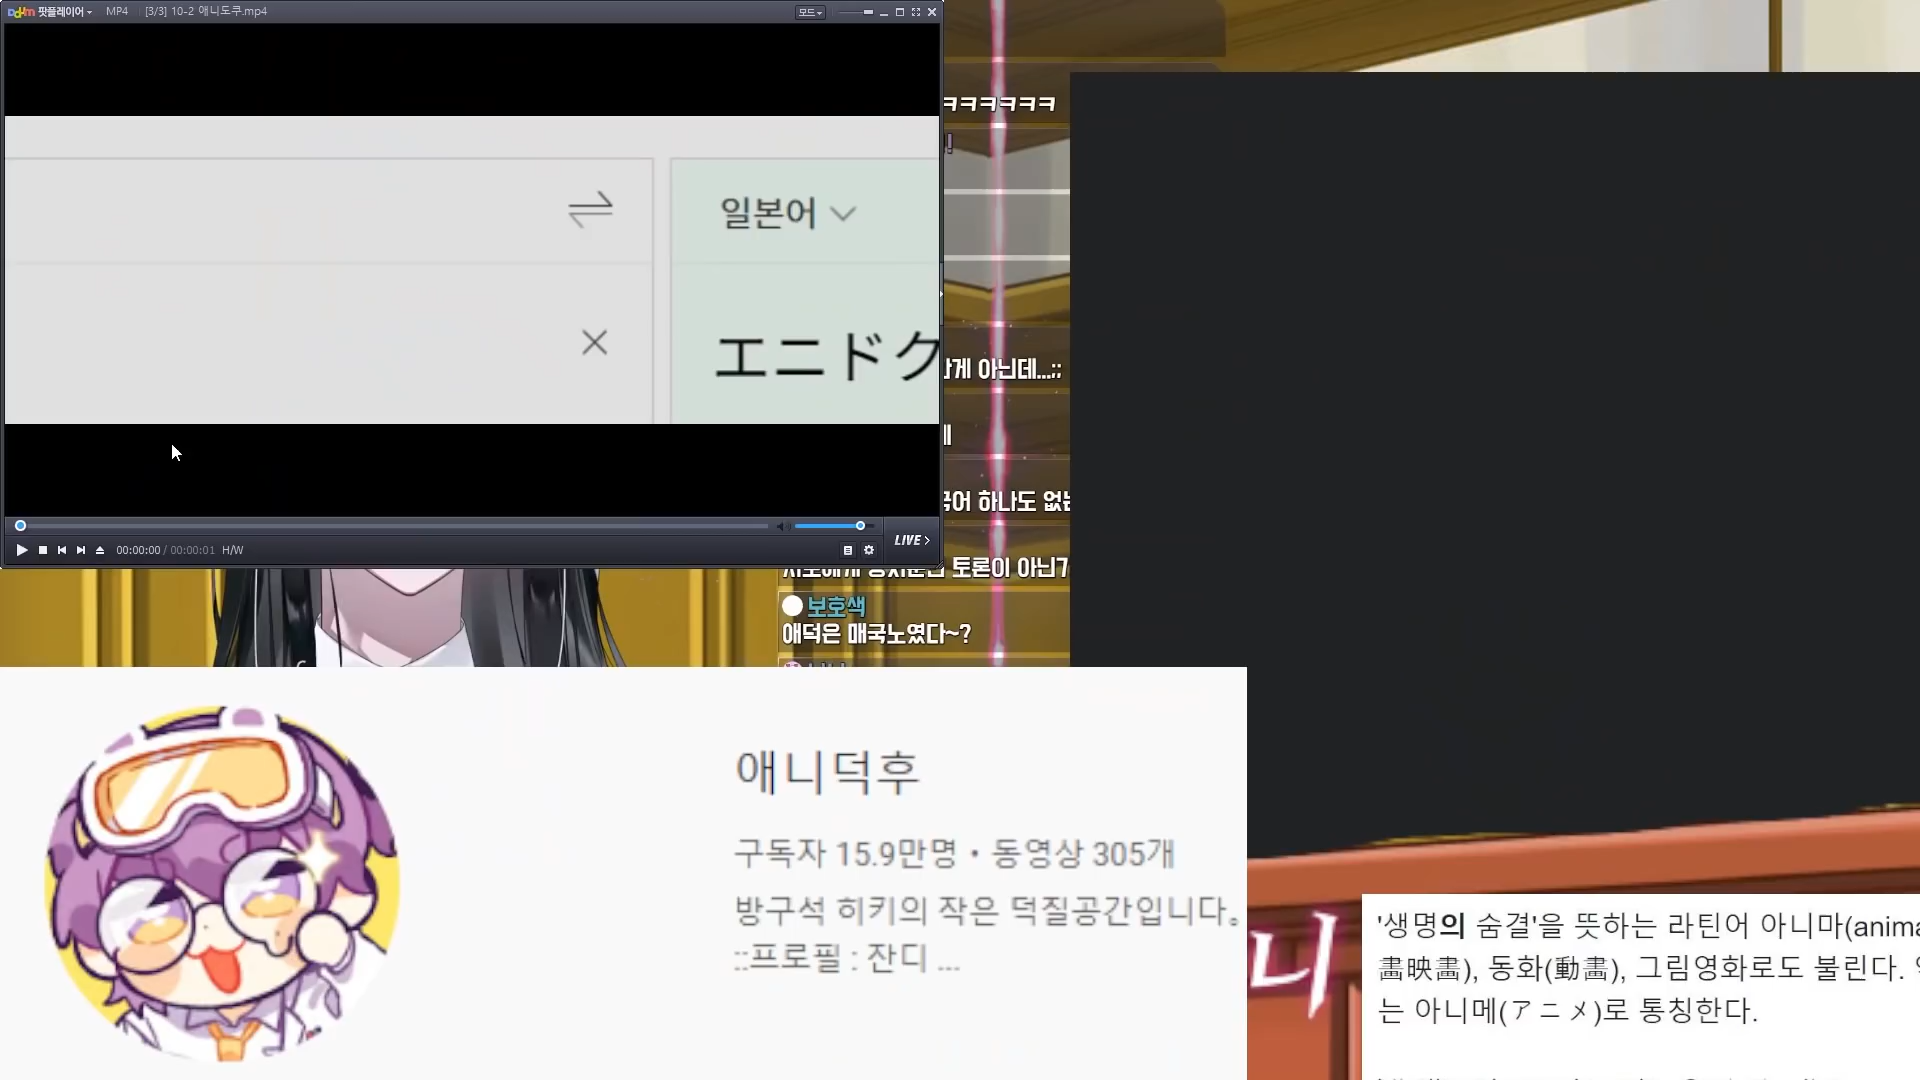 Daum 팟플레이어 MP4 [3/3] 10-2 애니도쿠.mp4
모드
일본어
エニドク
00:00:00 / 00:00:01 H/W
LIVE
ㅋㅋㅋㅋㅋㅋ
아닌데...;;
하나도
토론이
보호색
애덕은 매국노였다~?
애니덕후
구독자 15.9만명・동영상 305개
방구석 히키의 작은 덕질공간입니다。
::프로필 : 잔디 ...
니
'생명의 숨결'을 뜻하는 라틴어 아니마(anima
畵映畵), 동화(動畵), 그림영화로도 불린다.
는 아니메(アニメ)로 통칭한다.